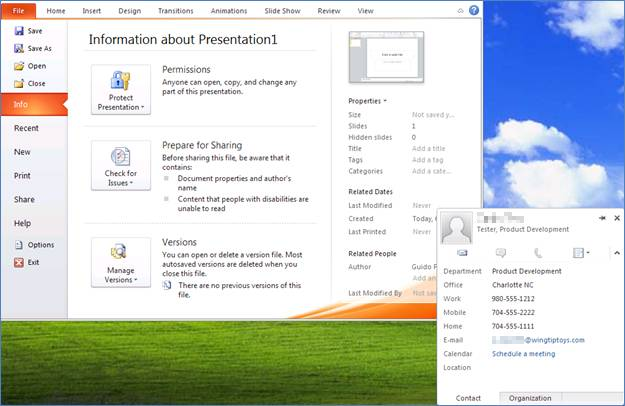 File Home Insert Design Transitions Animations Slide Show Review View
Save
Save As
Open
Close
Info
Recent
New
Print
Share
Help
Options
Exit
Information about Presentation1
Protect
Presentation
Permissions
Anyone can open, copy, and change any
part of this presentation.
Check for
Issues
Prepare for Sharing
Before sharing this file, be aware that it
contains:
Document properties and author's
name
Content that people with disabilities are
unable to read
Manage
Versions
Versions
You can open or delete a version file. Most
autosaved versions are deleted when you
close this file.
There are no previous versions of this
file.
Properties
Size Not saved y...
Slides 1
Hidden slides 0
Title Add a title
Tags Add a tag
Categories Add a cate...
Related Dates
Last Modified Never
Created Today,
Last Printed Never
Related People
Author Guido
Add an
Last Modified By Not
Tester, Product Development
Department Product Development
Office Charlotte NC
Work 980-555-1212
Mobile 704-555-2222
Home 704-555-1111
E-mail @wingtiptoys.com
Calendar Schedule a meeting
Location
Contact Organization